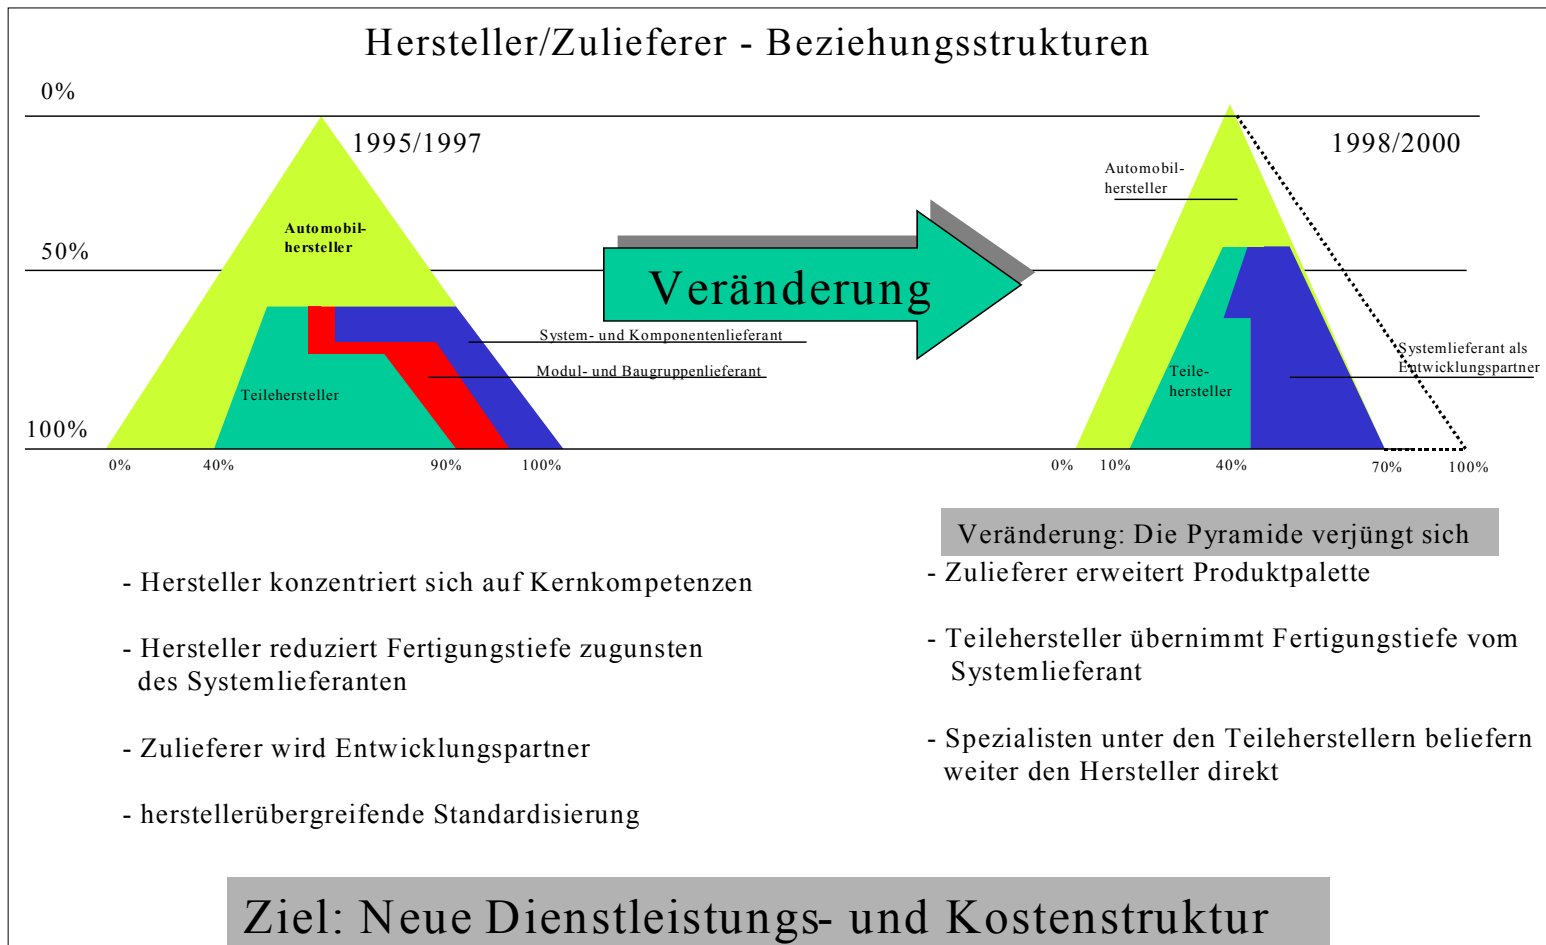 Hersteller/Zulieferer - Beziehungsstrukturen
0%
1995/1997
Automobil-
hersteller
50%
System- und Komponentenlieferant
Modul- und Baugruppenlieferant
Teilehersteller
100%
0%
40%
90%
100%
Veränderung
1998/2000
Automobil-
hersteller
Systemlieferant als
Entwicklungspartner
Teile-
hersteller
0%
10%
40%
70%
100%
- Hersteller konzentriert sich auf Kernkompetenzen
- Hersteller reduziert Fertigungstiefe zugunsten
des Systemlieferanten
- Zulieferer wird Entwicklungspartner
- herstellerübergreifende Standardisierung
Veränderung: Die Pyramide verjüngt sich
- Zulieferer erweitert Produktpalette
- Teilehersteller übernimmt Fertigungstiefe vom
Systemlieferant
- Spezialisten unter den Teileherstellern beliefern
weiter den Hersteller direkt
Ziel: Neue Dienstleistungs- und Kostenstruktur